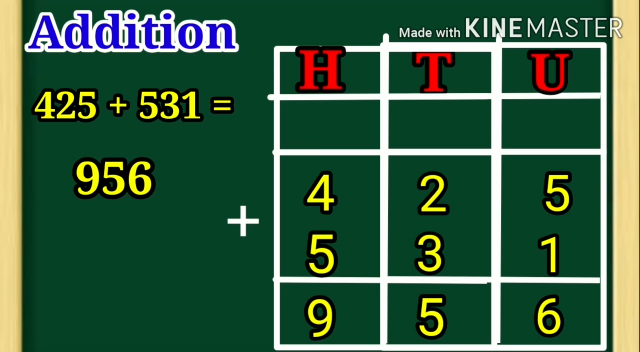 Addition
Made with KINEMASTER
425 + 531 =
956
H T U
4 2 5
+ 5 3 1
9 5 6